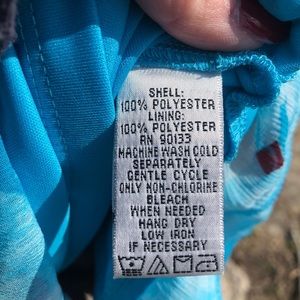 SHELL:
100% POLYESTER
LINING:
100% POLYESTER
RN 90133
MACHINE WASH COLD
SEPARATELY
GENTLE CYCLE
ONLY NON-CHLORINE
BLEACH
WHEN NEEDED
HANG DRY
LOW IRON
IF NECESSARY